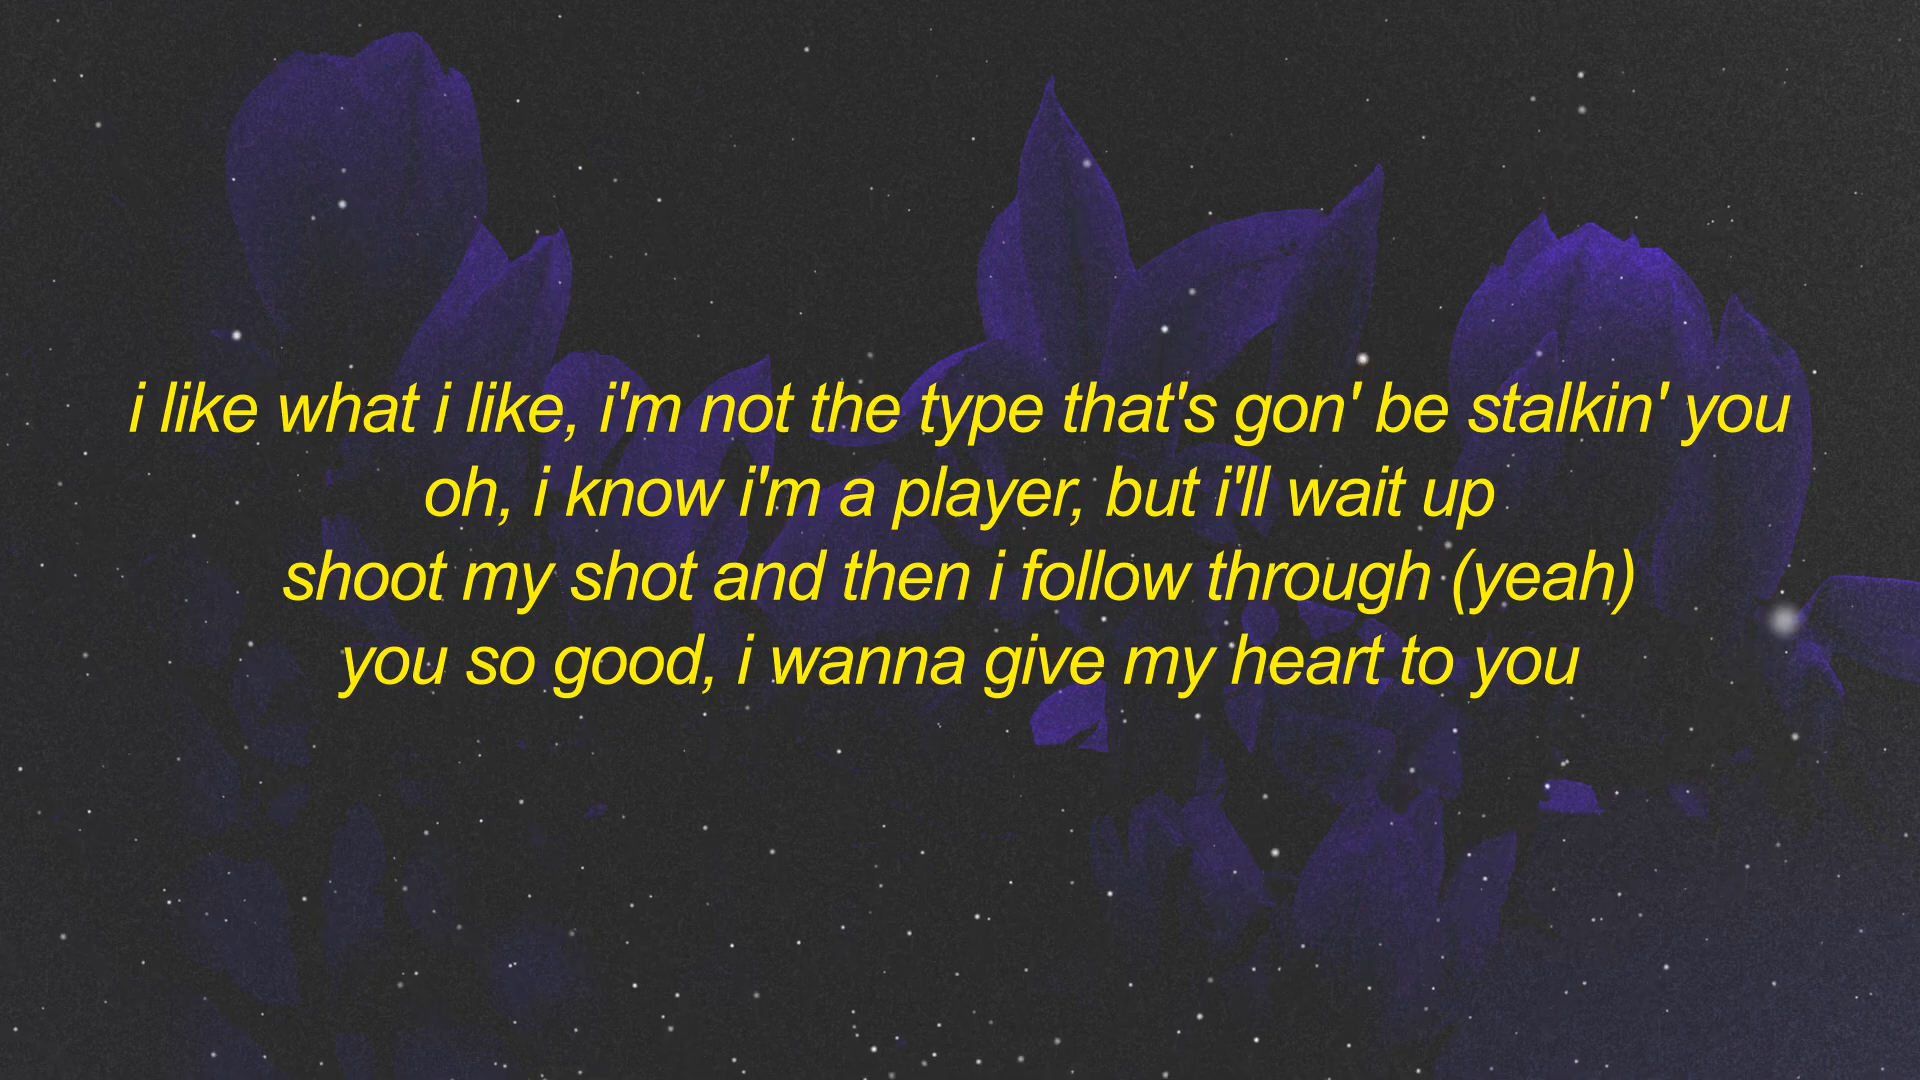 i like what i like, i'm not the type that's gon' be stalkin' you
oh, i know i'm a player, but i'll wait up
shoot my shot and then i follow through (yeah)
you so good, i wanna give my heart to you